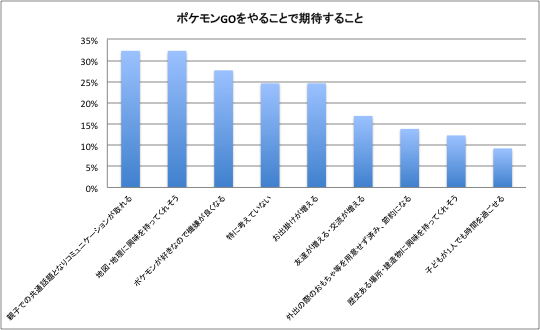 ポケモンGOをやることで期待すること
35%
30%
25%
20%
15%
10%
5%
0%
親子での共通話題となりコミュニケーションが取れる
地図・地理に興味を持ってくれそう
ポケモンが好きなので機嫌が良くなる
特に考えていない
お出掛けが増える
友達が増える・交流が増える
外出の際のおもちゃ等を用意せず済み、節約になる
歴史ある場所・建造物に興味を持ってくれそう
子どもが1人でも時間を過ごせる